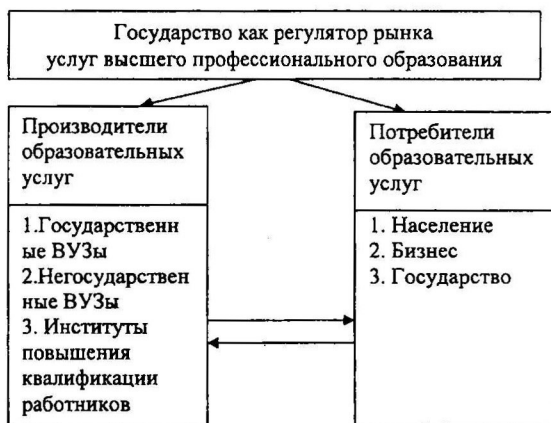 Государство как регулятор рынка
услуг высшего профессионального образования
Производители
образовательных
услуг
1.Государственн
ые ВУЗы
2.Негосударствен
ные ВУЗы
3. Институты
повышения
квалификации
работников
Потребители
образовательных
услуг
1. Население
2. Бизнес
3. Государство